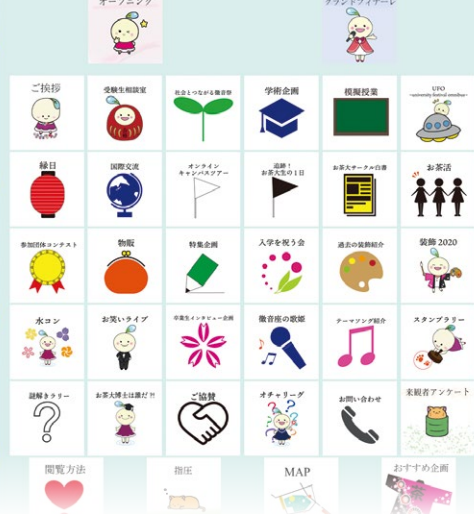 オープニング
グランドフィナーレ
ご挨拶
受験生相談室
社会とつながる徽音祭
学術企画
模擬授業
UFO
~university festival omnibus~
縁日
国際交流
オンライン
キャンパスツアー
追跡！
お茶大生の1日
お茶大サークル白書
お茶活
参加団体コンテスト
物販
特集企画
入学を祝う会
過去の装飾紹介
装飾 2020
水コン
お笑いライブ
卒業生インタビュー企画
徽音座の歌姫
テーマソング紹介
スタンプラリー
謎解きラリー
お茶大博士は誰だ?!
ご協賛
オチャリーグ
お問い合わせ
来観者アンケート
閲覧方法
指圧
MAP
おすすめ企画